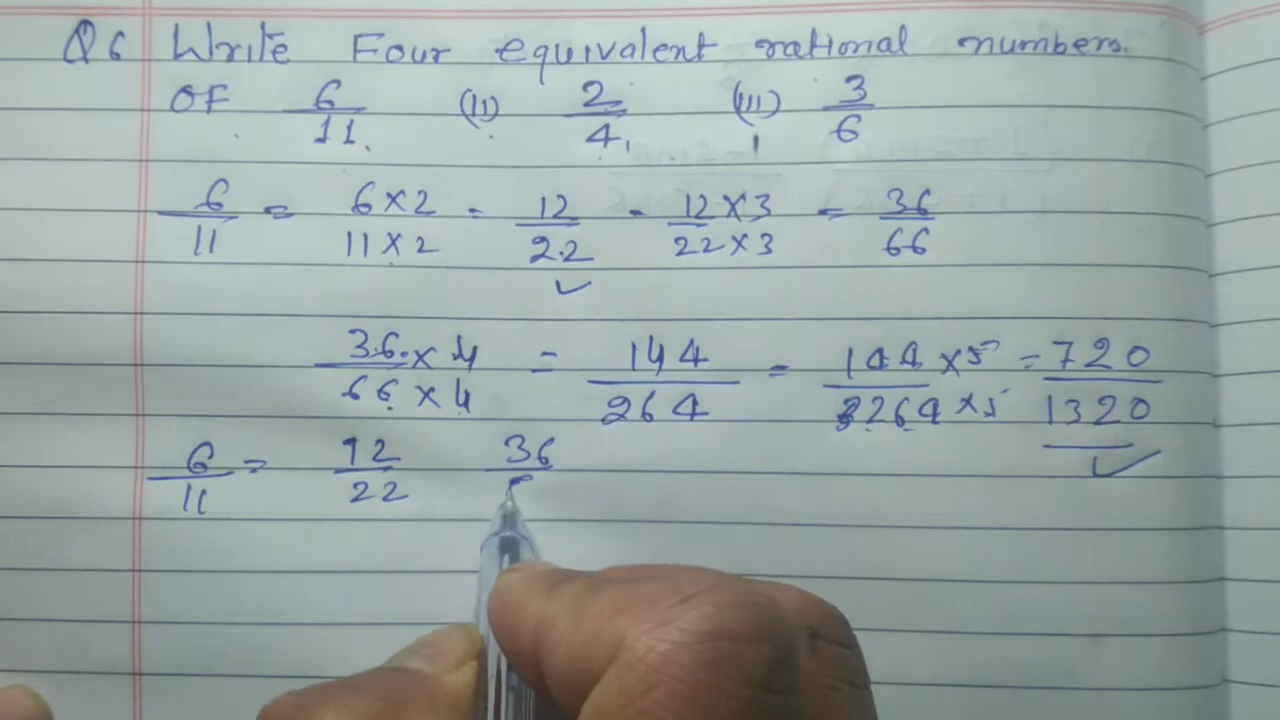 Q6 Write Four equivalent rational numbers.
OF 6/11. (II) 2/4, (III) 3/6
6/11 = 6×2/11×2 = 12/22 = 12×3/22×3 = 36/66
36×4/66×4 = 144/264 = 144×5/264×5 = 720/1320
6/11 = 12/22 36/